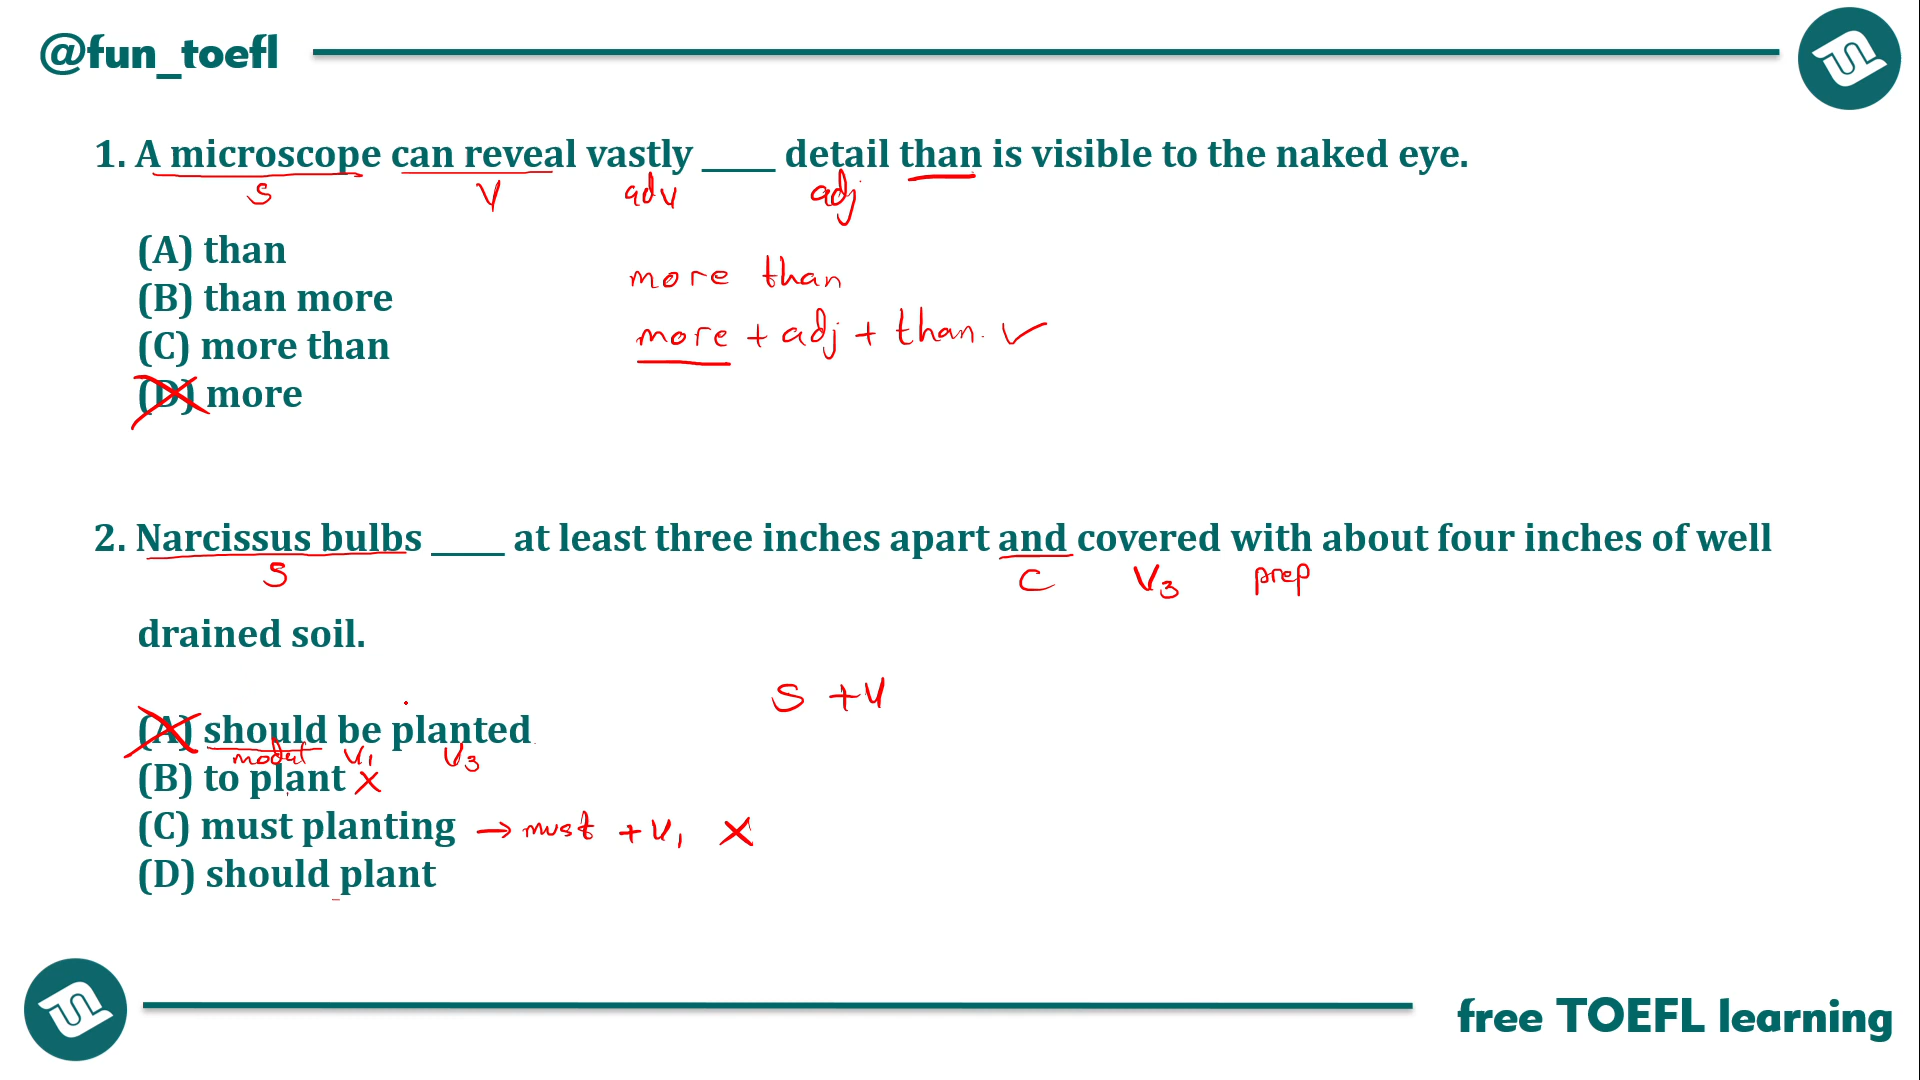 @fun_toefl
1. A microscope can reveal vastly ____ detail than is visible to the naked eye.
S V adv adj
(A) than
(B) than more
(C) more than
(D) more
more than
more + adj + than. ✓
2. Narcissus bulbs ____ at least three inches apart and covered with about four inches of well
S C V3 prep
drained soil.
S + V
(A) should be planted
modal V1 V3
(B) to plant X
(C) must planting → must + V1 X
(D) should plant
free TOEFL learning